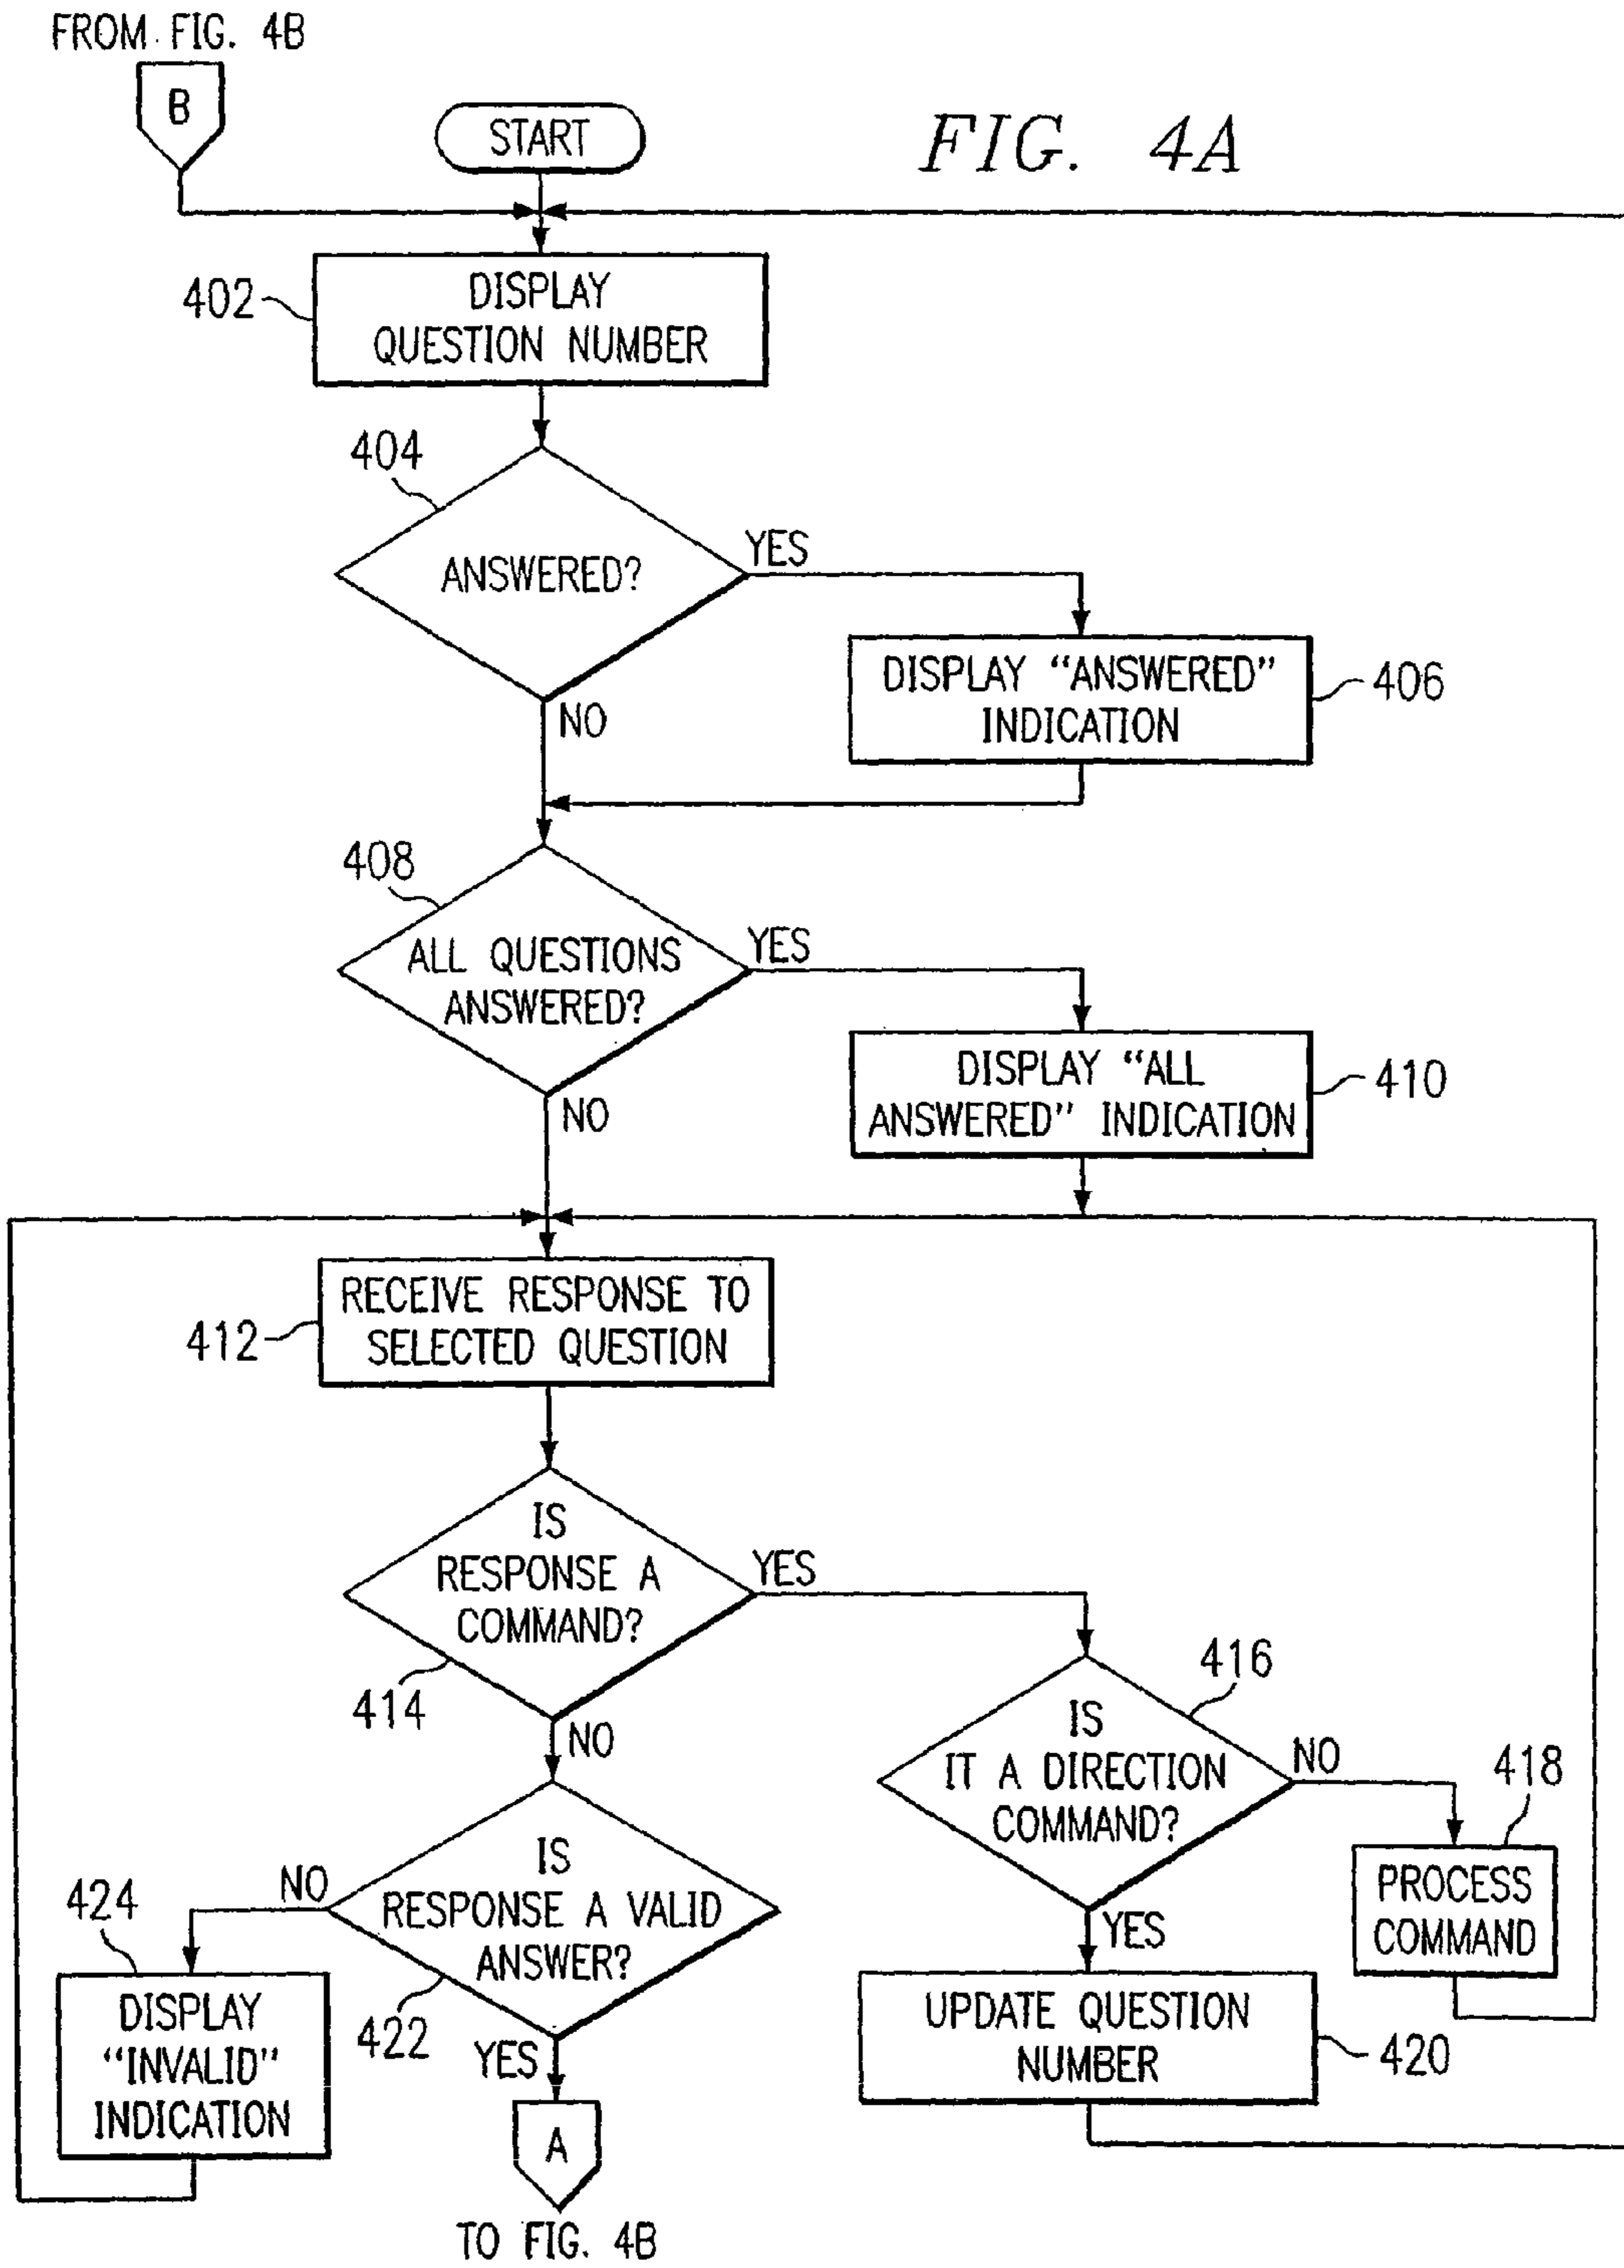 FROM FIG. 4B
B
START
FIG. 4A
402
DISPLAY
QUESTION NUMBER
404
ANSWERED?
YES
NO
DISPLAY “ANSWERED”
INDICATION
406
408
ALL QUESTIONS
ANSWERED?
YES
NO
DISPLAY “ALL
ANSWERED” INDICATION
410
412
RECEIVE RESPONSE TO
SELECTED QUESTION
IS
RESPONSE A
COMMAND?
YES
414
NO
416
IS
IT A DIRECTION
COMMAND?
NO
YES
418
PROCESS
COMMAND
IS
RESPONSE A VALID
ANSWER?
NO
422
YES
424
DISPLAY
“INVALID”
INDICATION
UPDATE QUESTION
NUMBER
420
A
TO FIG. 4B